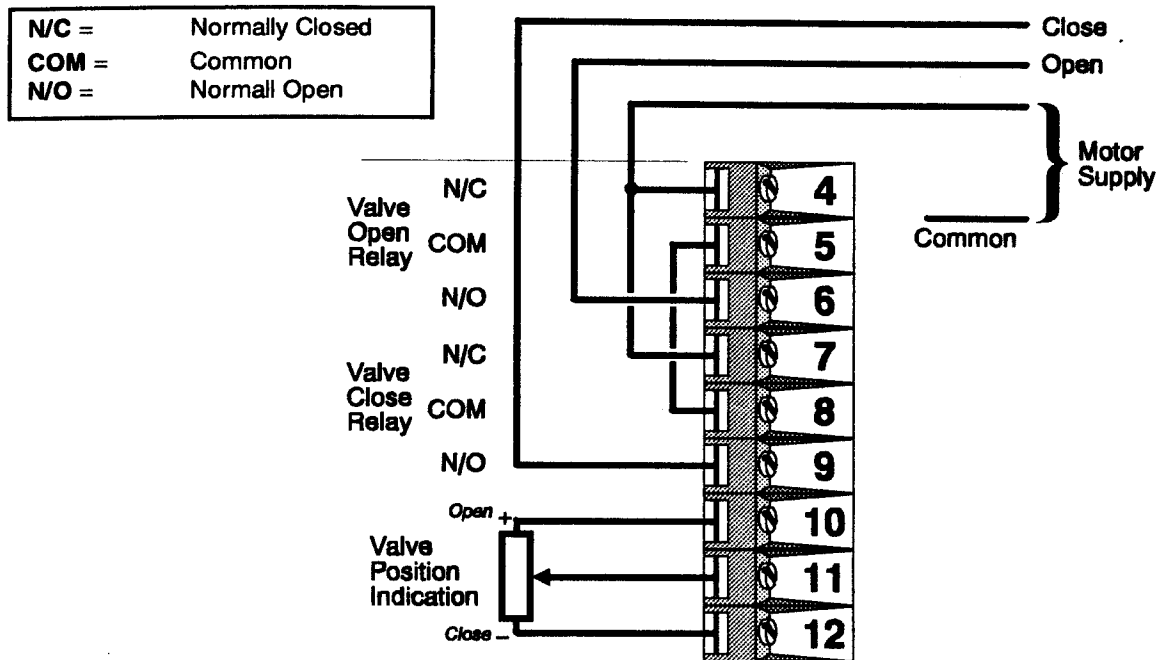 N/C = Normally Closed
COM = Common
N/O = Normall Open
Close
Open
Motor
Supply
Common
Valve
Open
Relay
N/C
COM
N/O
Valve
Close
Relay
N/C
COM
N/O
Open +
Valve
Position
Indication
Close –
4
5
6
7
8
9
10
11
12